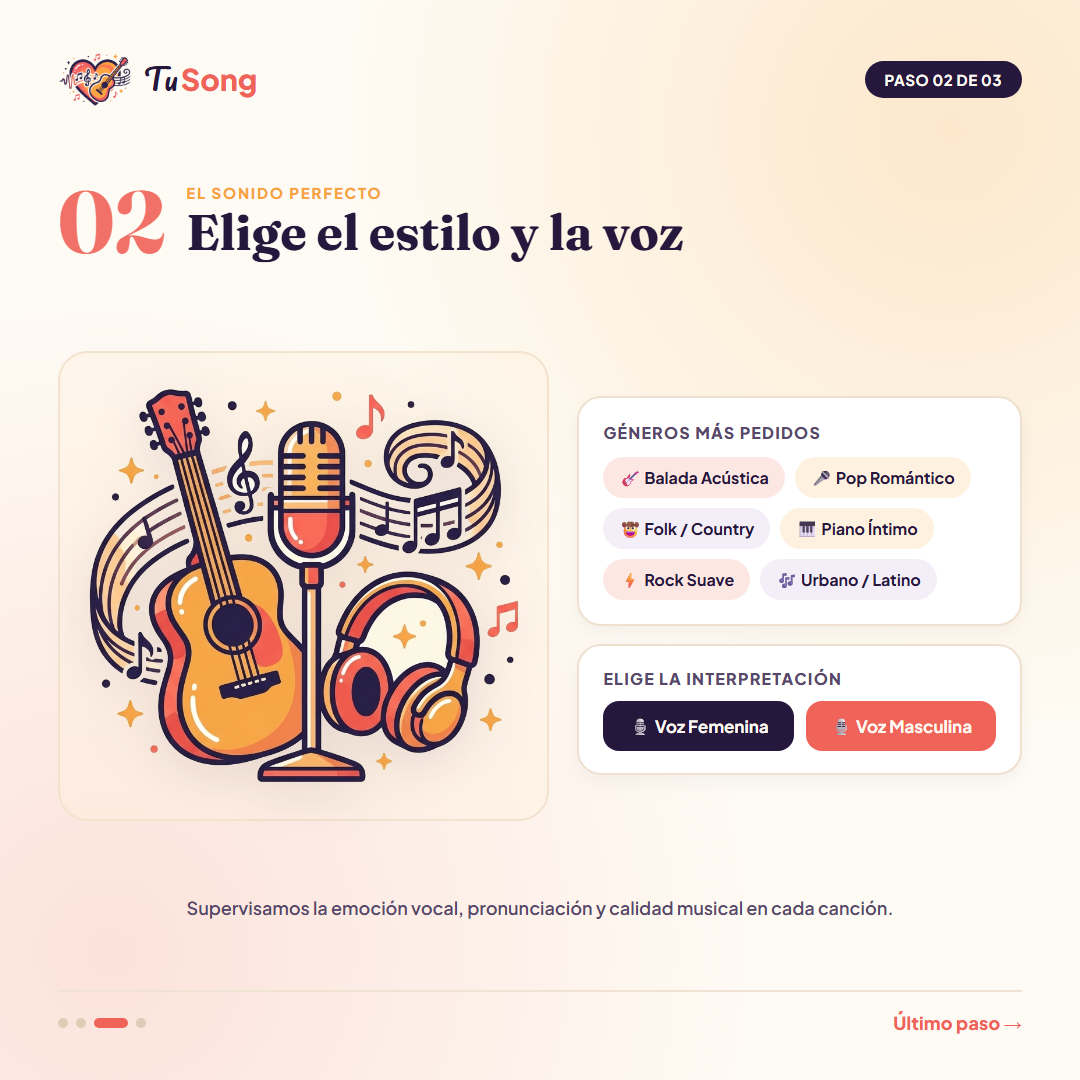 TuSong
PASO 02 DE 03
02
EL SONIDO PERFECTO
Elige el estilo y la voz
GÉNEROS MÁS PEDIDOS
Balada Acústica
Pop Romántico
Folk / Country
Piano Íntimo
Rock Suave
Urbano / Latino
ELIGE LA INTERPRETACIÓN
Voz Femenina
Voz Masculina
Supervisamos la emoción vocal, pronunciación y calidad musical en cada canción.
Último paso →